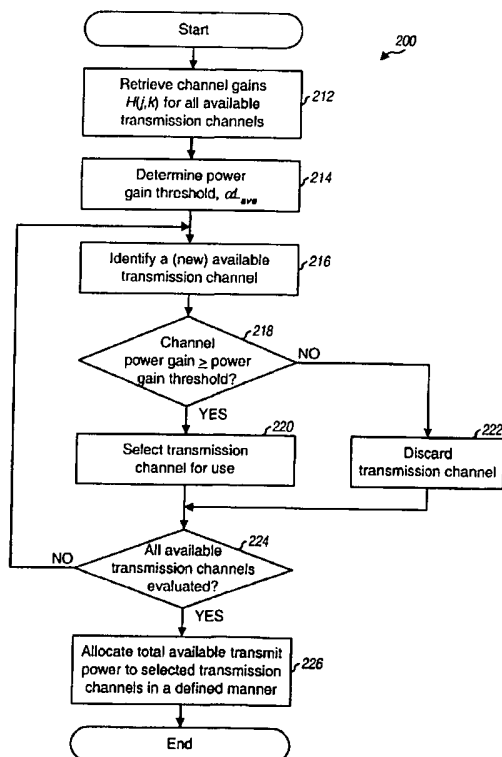 Start
200
Retrieve channel gains
H(j,k) for all available
transmission channels
212
Determine power
gain threshold, αL_ave
214
Identify a (new) available
transmission channel
216
Channel
power gain ≥ power
gain threshold?
218
NO
YES
Select transmission
channel for use
220
Discard
transmission channel
222
All available
transmission channels
evaluated?
224
NO
YES
Allocate total available transmit
power to selected transmission
channels in a defined manner
226
End